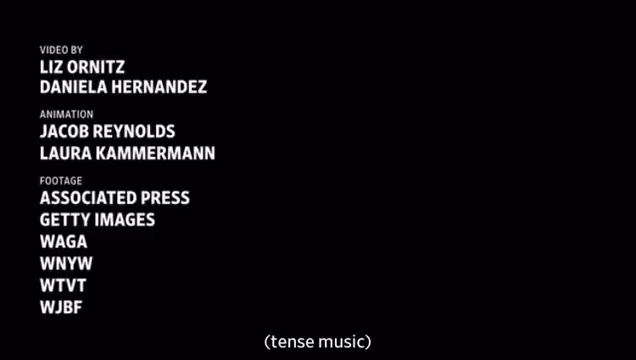 VIDEO BY
LIZ ORNITZ
DANIELA HERNANDEZ
ANIMATION
JACOB REYNOLDS
LAURA KAMMERMANN
FOOTAGE
ASSOCIATED PRESS
GETTY IMAGES
WAGA
WNYW
WTVT
WJBF
(tense music)